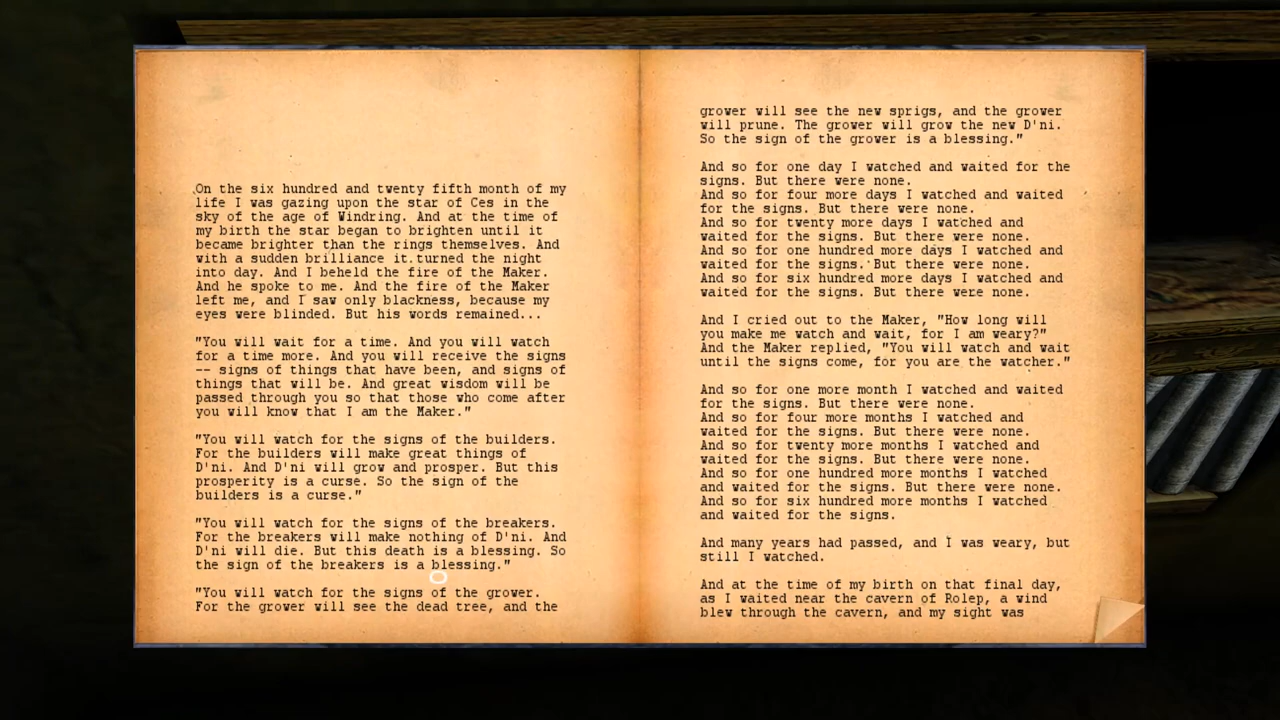 On the six hundred and twenty fifth month of my
life I was gazing upon the star of Ces in the
sky of the age of Windring. And at the time of
my birth the star began to brighten until it
became brighter than the rings themselves. And
with a sudden brilliance it turned the night
into day. And I beheld the fire of the Maker.
And he spoke to me. And the fire of the Maker
left me, and I saw only blackness, because my
eyes were blinded. But his words remained...
"You will wait for a time. And you will watch
for a time more. And you will receive the signs
-- signs of things that have been, and signs of
things that will be. And great wisdom will be
passed through you so that those who come after
you will know that I am the Maker."
"You will watch for the signs of the builders.
For the builders will make great things of
D'ni. And D'ni will grow and prosper. But this
prosperity is a curse. So the sign of the
builders is a curse."
"You will watch for the signs of the breakers.
For the breakers will make nothing of D'ni. And
D'ni will die. But this death is a blessing. So
the sign of the breakers is a blessing."
"You will watch for the signs of the grower.
For the grower will see the dead tree, and the
grower will see the new sprigs, and the grower
will prune. The grower will grow the new D'ni.
So the sign of the grower is a blessing."
And so for one day I watched and waited for the
signs. But there were none.
And so for four more days I watched and waited
for the signs. But there were none.
And so for twenty more days I watched and
waited for the signs. But there were none.
And so for one hundred more days I watched and
waited for the signs. But there were none.
And so for six hundred more days I watched and
waited for the signs. But there were none.
And I cried out to the Maker, "How long will
you make me watch and wait, for I am weary?"
And the Maker replied, "You will watch and wait
until the signs come, for you are the watcher."
And so for one more month I watched and waited
for the signs. But there were none.
And so for four more months I watched and
waited for the signs. But there were none.
And so for twenty more months I watched and
waited for the signs. But there were none.
And so for one hundred more months I watched
and waited for the signs. But there were none.
And so for six hundred more months I watched
and waited for the signs.
And many years had passed, and I was weary, but
still I watched.
And at the time of my birth on that final day,
as I waited near the cavern of Rolep, a wind
blew through the cavern, and my sight was